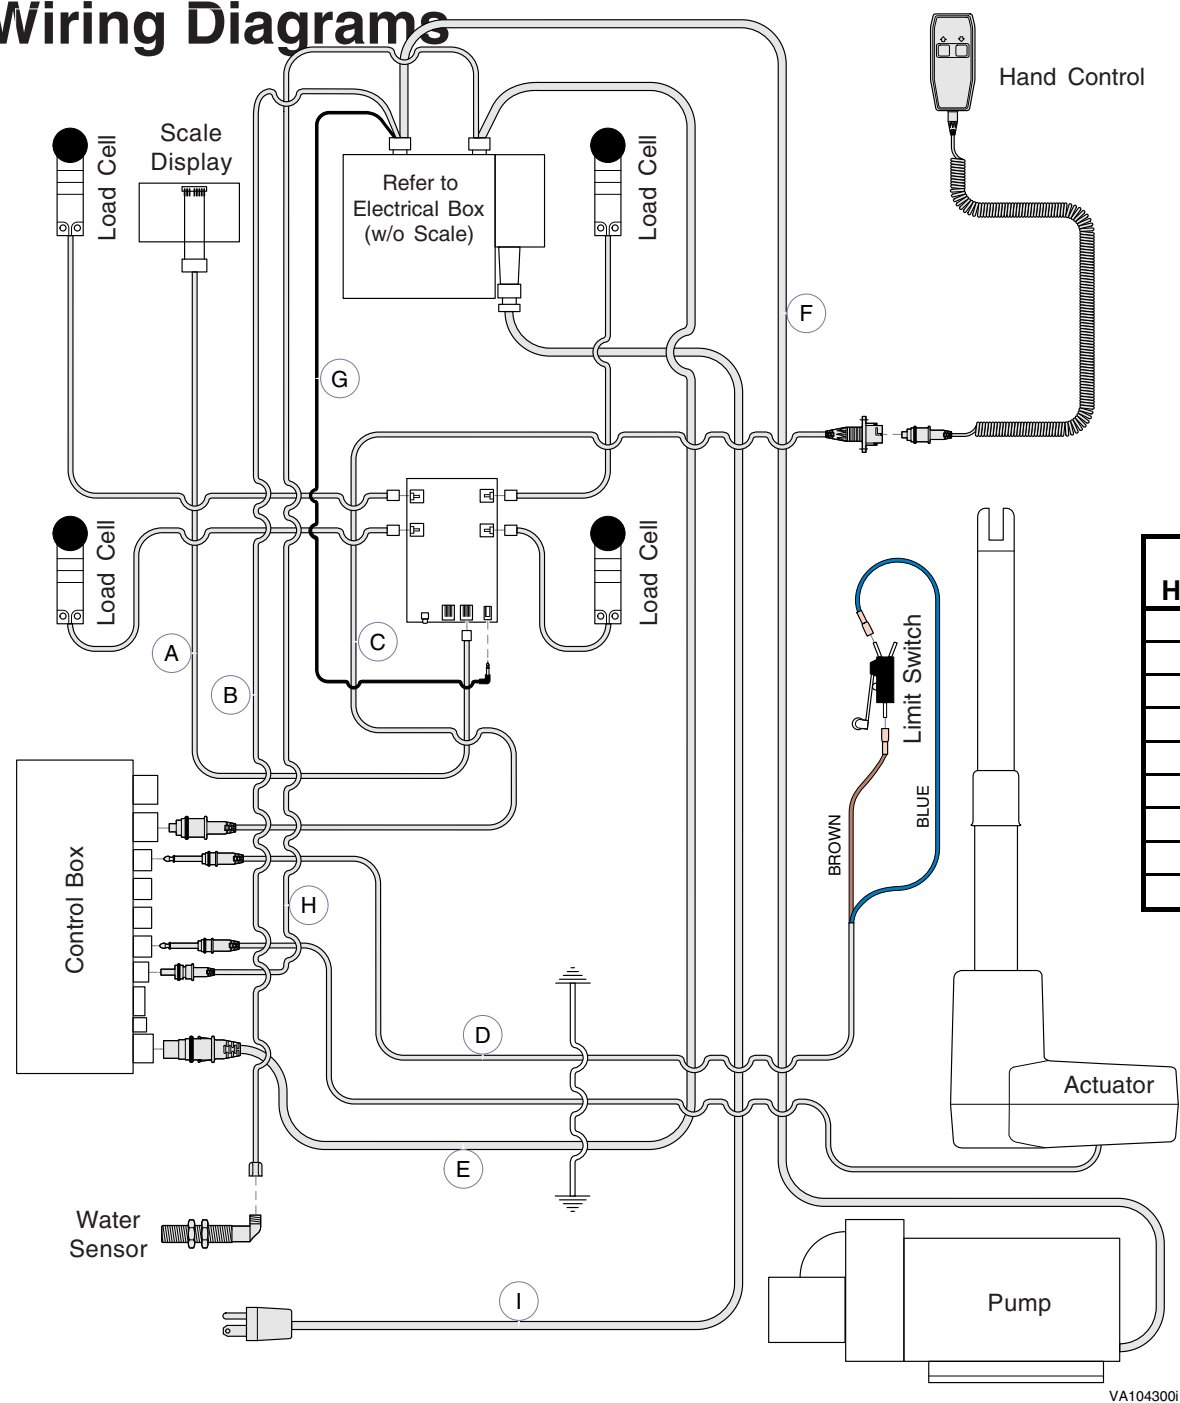 Wiring Diagrams
Hand Control
Scale
Display
Load Cell
Load Cell
Refer to
Electrical Box
(w/o Scale)
F
G
H
Load Cell
Load Cell
C
A
B
Limit Switch
BLUE
BROWN
Control Box
H
D
Actuator
E
Water
Sensor
I
Pump
VA104300i